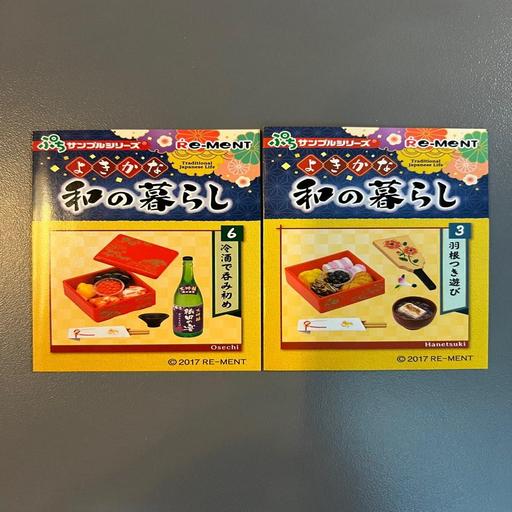 ぷちサンプルシリーズ®
RE-MENT
Traditional
Japanese Life
よきかな
和の暮らし
6
冷酒で呑み初め
Osechi
© 2017 RE-MENT
ぷちサンプルシリーズ®
RE-MENT
Traditional
Japanese Life
よきかな
和の暮らし
3
羽根つき遊び
Hanetsuki
© 2017 RE-MENT